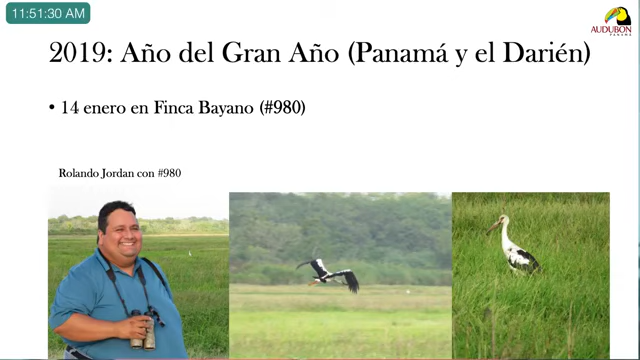 11:51:30 AM
AUDUBON
PANAMÁ
2019: Año del Gran Año (Panamá y el Darién)
• 14 enero en Finca Bayano (#980)
Rolando Jordan con #980